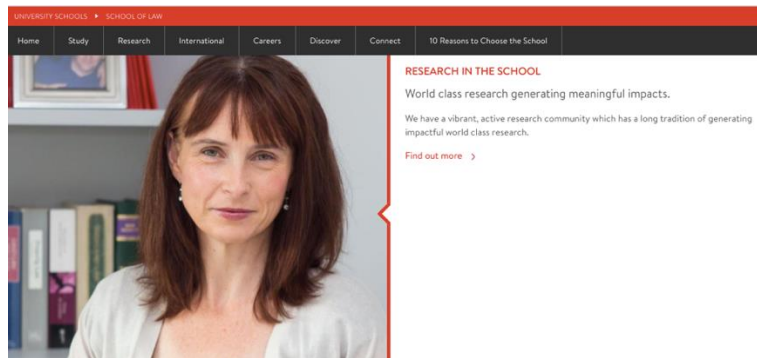 UNIVERSITY SCHOOLS ▸ SCHOOL OF LAW
Home Study Research International Careers Discover Connect 10 Reasons to Choose the School
RESEARCH IN THE SCHOOL
World class research generating meaningful impacts.
We have a vibrant, active research community which has a long tradition of generating
impactful world class research.
Find out more ›